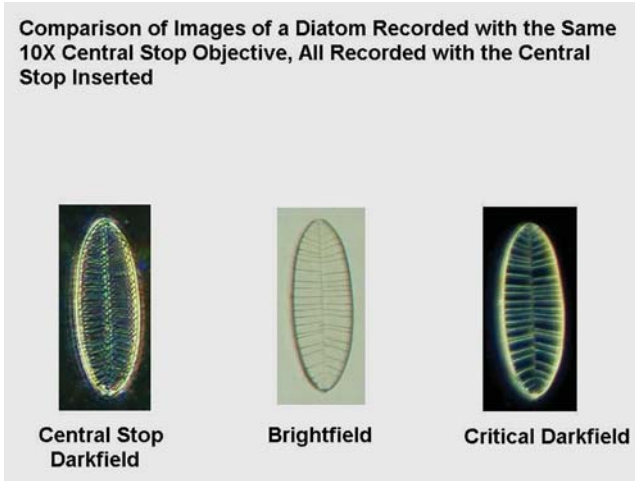 Comparison of Images of a Diatom Recorded with the Same
10X Central Stop Objective, All Recorded with the Central
Stop Inserted
Central Stop
Darkfield
Brightfield
Critical Darkfield